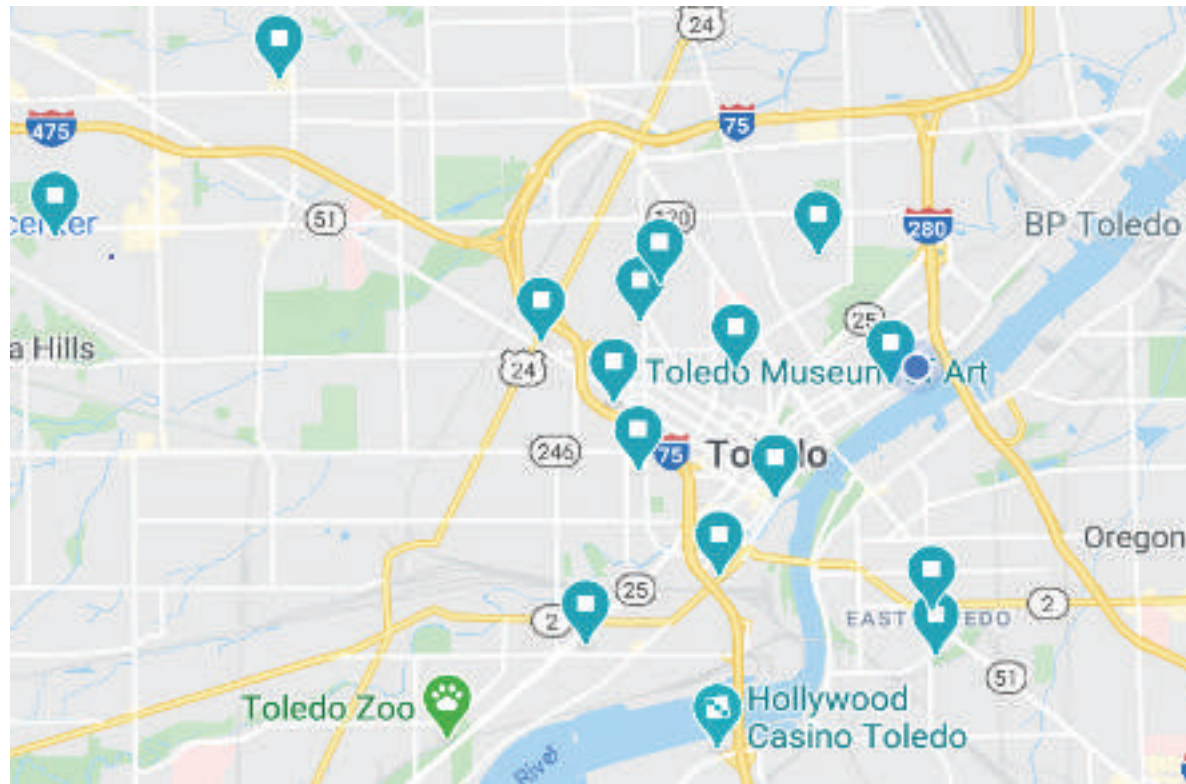 24
475
75
51
120
280
center
BP Toledo
25
a Hills
24
Toledo Museum
Art
246
75
Oregon
25
2
2
EAST
EDO
51
Toledo Zoo
Hollywood
Casino Toledo
River